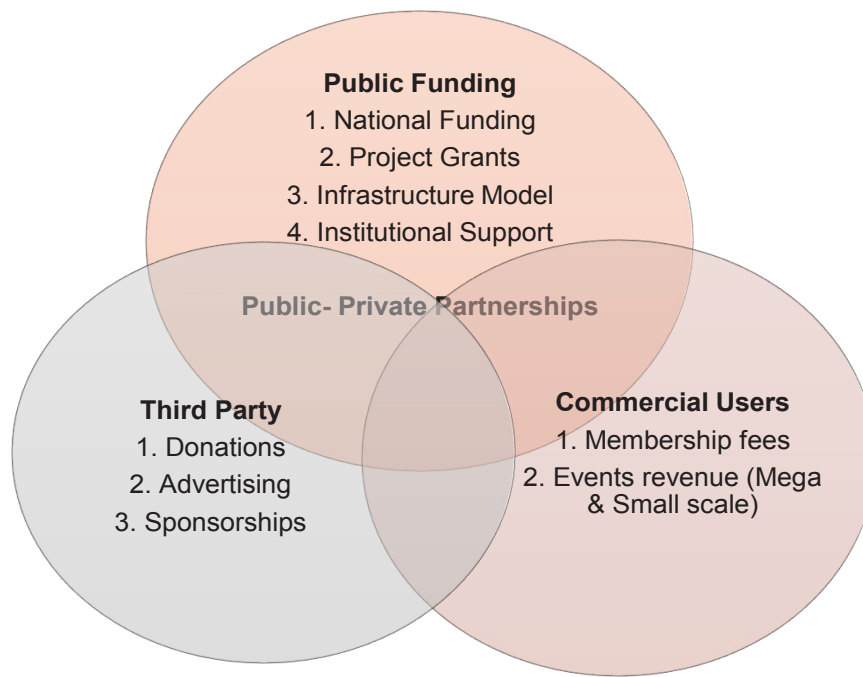 Public Funding
1. National Funding
2. Project Grants
3. Infrastructure Model
4. Institutional Support
Public- Private Partnerships
Third Party
1. Donations
2. Advertising
3. Sponsorships
Commercial Users
1. Membership fees
2. Events revenue (Mega
& Small scale)